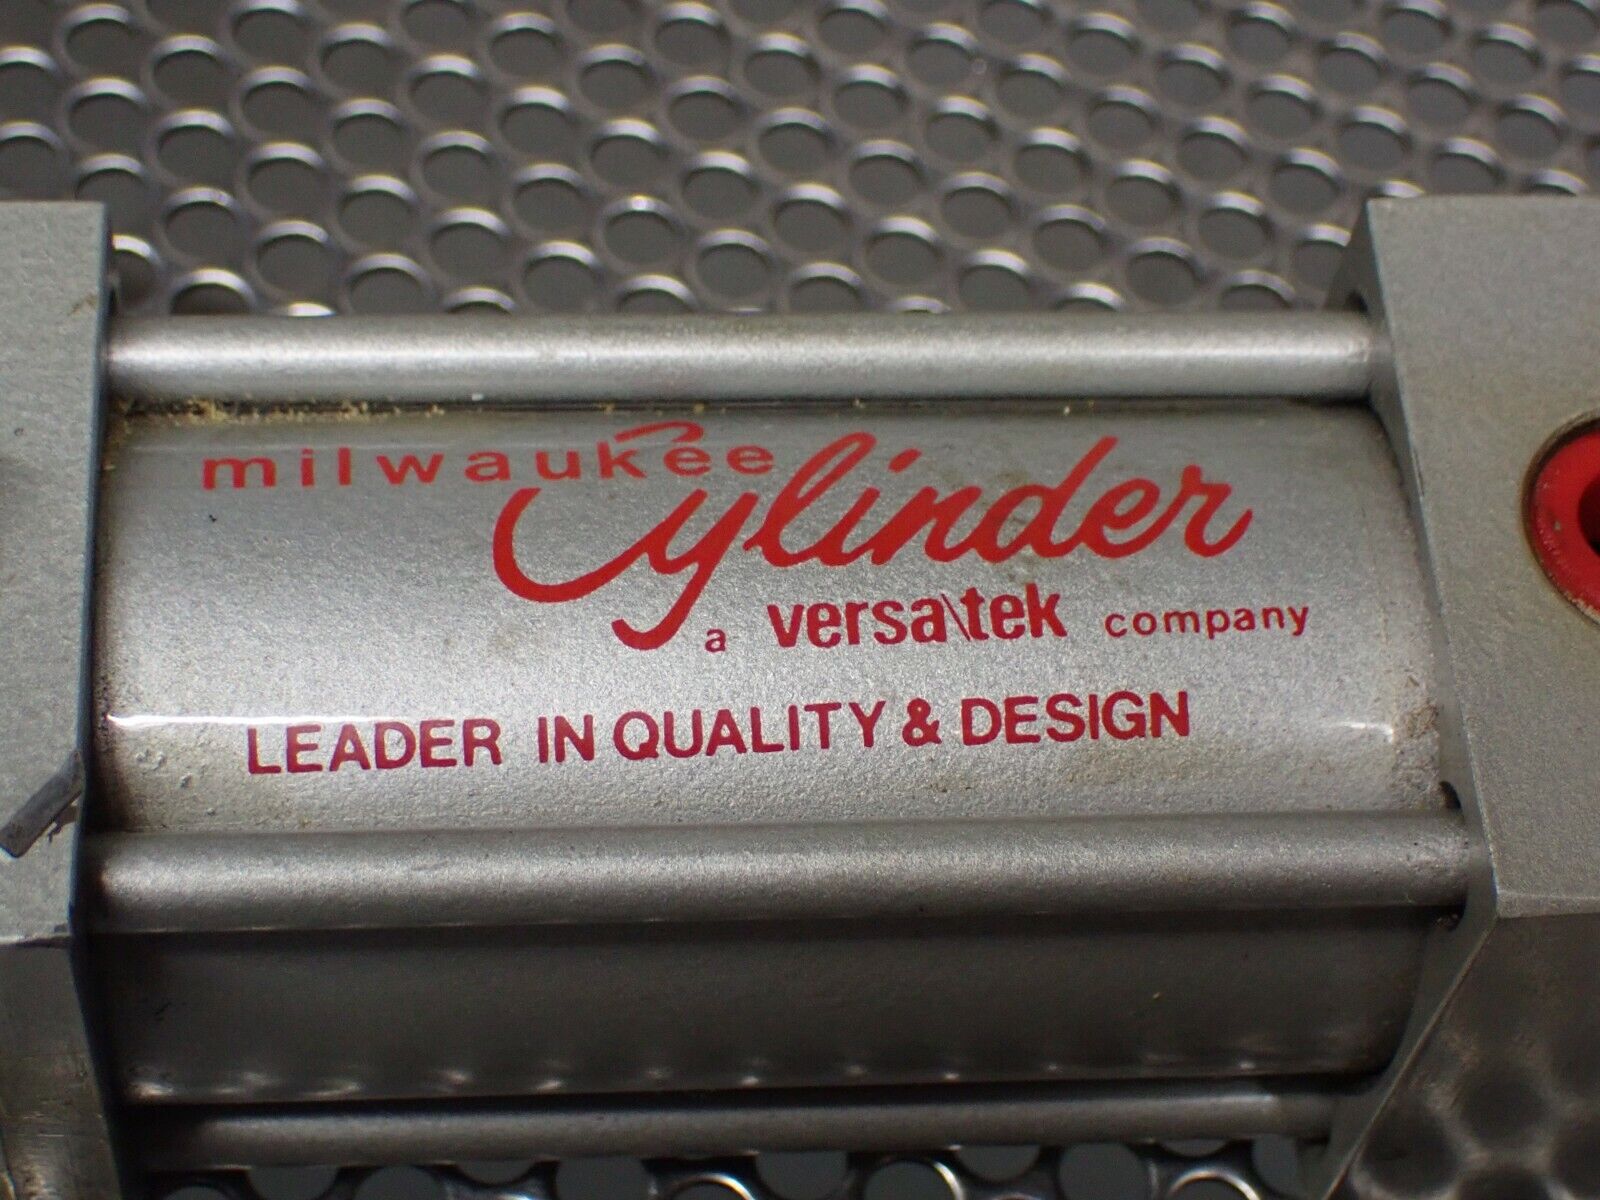 milwaukee
Cylinder
a versa\tek company
LEADER IN QUALITY & DESIGN